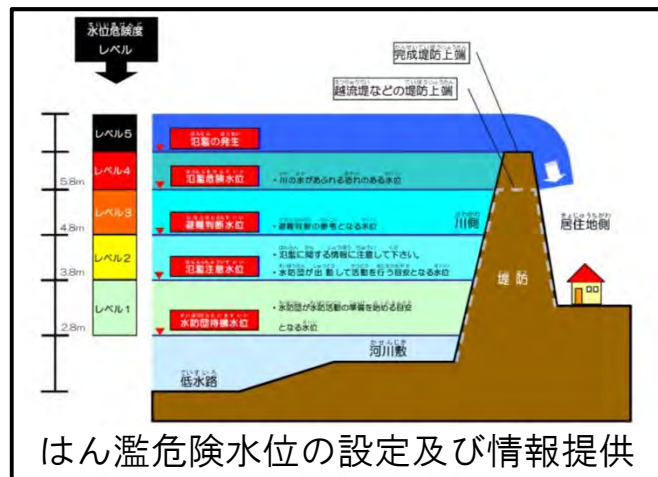 水位危険度
レベル
完成堤防上端
越流堤などの堤防上端
レベル5
氾濫の発生
レベル4
5.8m
氾濫危険水位
・川の水があふれる恐れのある水位
レベル3
4.8m
避難判断水位
・避難判断の参考となる水位
川側
居住地側
レベル2
3.8m
氾濫注意水位
・氾濫に関する情報に注意して下さい。
・水防団が出動して活動を行う目安となる水位
堤防
レベル1
2.8m
水防団待機水位
・水防団が水防活動の準備を始める目安
となる水位
河川敷
低水路
はん濫危険水位の設定及び情報提供